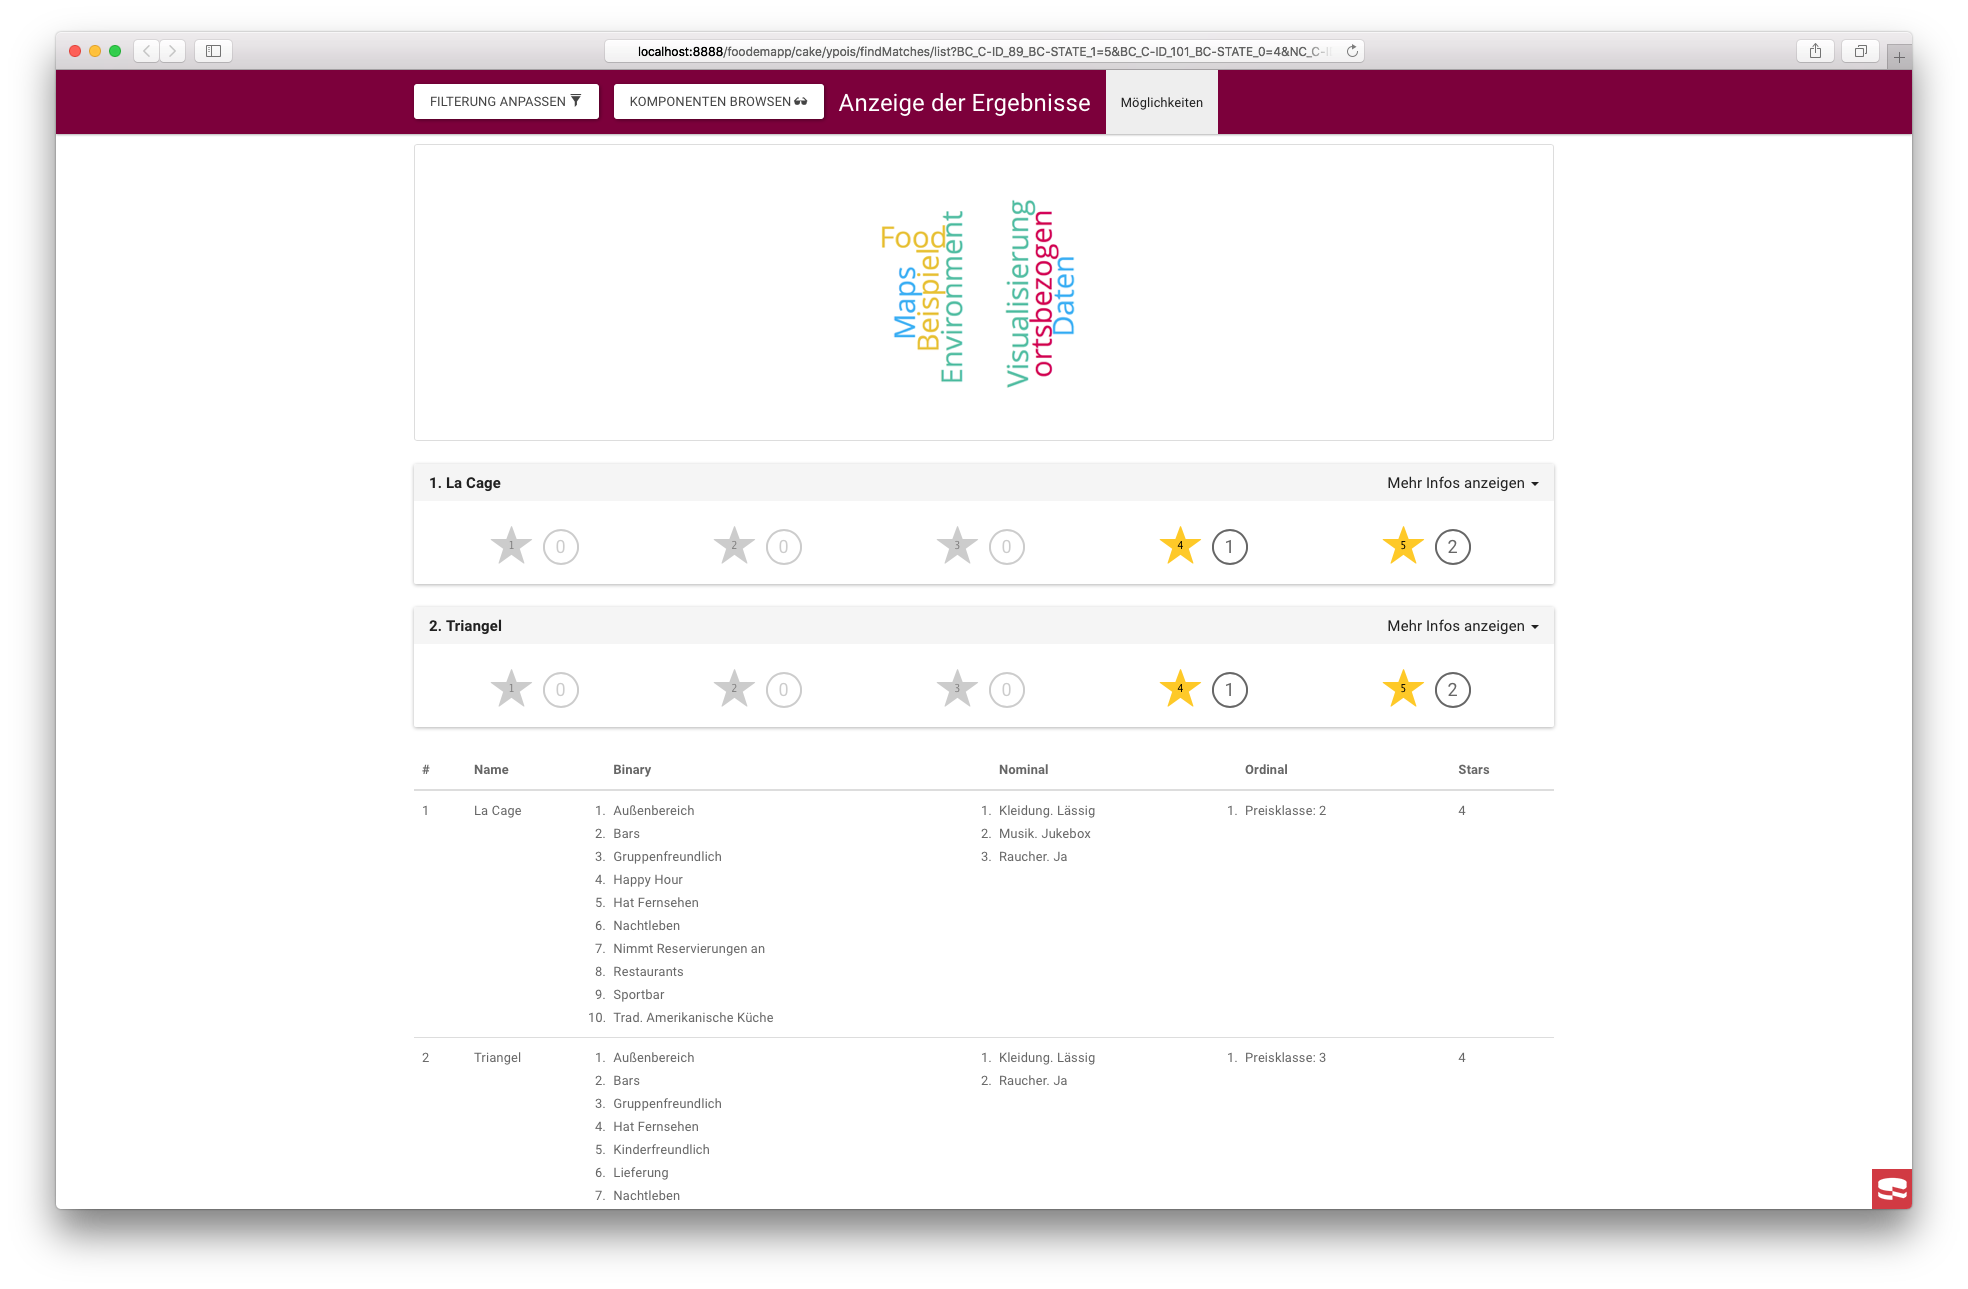 localhost:8888/foodemapp/cake/ypois/findMatches/list?BC_C-ID_89_BC-STATE_1=5&BC_C-ID_101_BC-STATE_0=4&NC_C-
FILTERUNG ANPASSEN KOMPONENTEN BROWSEN Anzeige der Ergebnisse Möglichkeiten
Food
Maps
Beispield
Environment
Visualisierung
ortsbezogen
Daten
1. La Cage Mehr Infos anzeigen
1 0 2 0 3 0 4 1 5 2
2. Triangel Mehr Infos anzeigen
1 0 2 0 3 0 4 1 5 2
# Name Binary Nominal Ordinal Stars
1 La Cage 1. Außenbereich 1. Kleidung. Lässig 1. Preisklasse: 2 4
2. Bars 2. Musik. Jukebox
3. Gruppenfreundlich 3. Raucher. Ja
4. Happy Hour
5. Hat Fernsehen
6. Nachtleben
7. Nimmt Reservierungen an
8. Restaurants
9. Sportbar
10. Trad. Amerikanische Küche
2 Triangel 1. Außenbereich 1. Kleidung. Lässig 1. Preisklasse: 3 4
2. Bars 2. Raucher. Ja
3. Gruppenfreundlich
4. Hat Fernsehen
5. Kinderfreundlich
6. Lieferung
7. Nachtleben